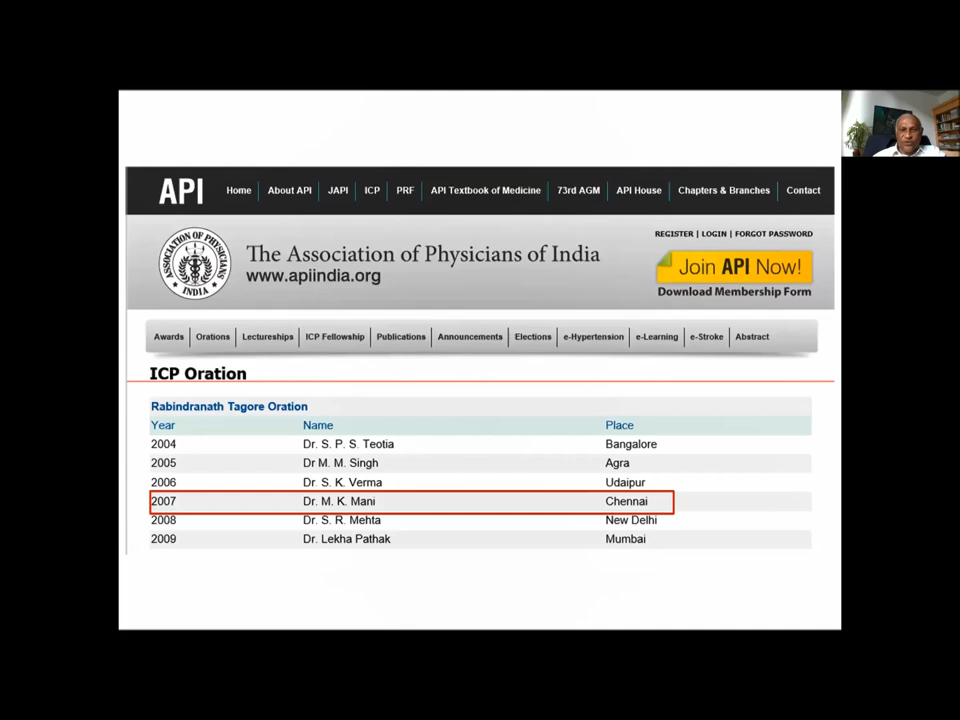 API Home About API JAPI ICP PRF API Textbook of Medicine 73rd AGM API House Chapters & Branches Contact
REGISTER | LOGIN | FORGOT PASSWORD
ASSOCIATION OF PHYSICIANS INDIA
The Association of Physicians of India
www.apiindia.org
Join API Now!
Download Membership Form
Awards Orations Lectureships ICP Fellowship Publications Announcements Elections e-Hypertension e-Learning e-Stroke Abstract
ICP Oration
Rabindranath Tagore Oration
Year Name Place
2004 Dr. S. P. S. Teotia Bangalore
2005 Dr M. M. Singh Agra
2006 Dr. S. K. Verma Udaipur
2007 Dr. M. K. Mani Chennai
2008 Dr. S. R. Mehta New Delhi
2009 Dr. Lekha Pathak Mumbai